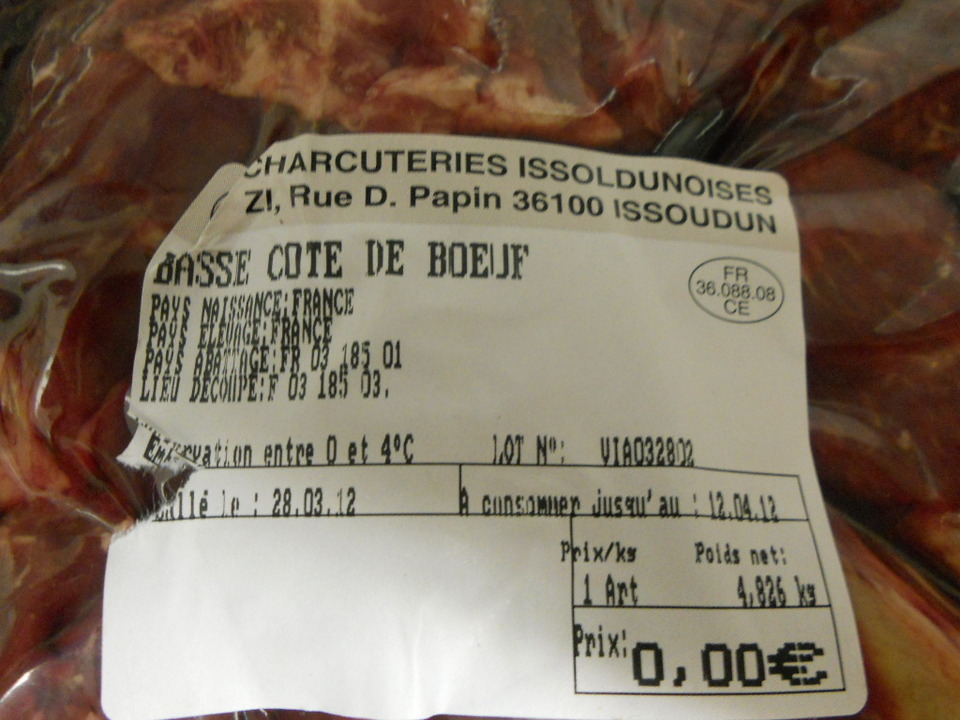 CHARCUTERIES ISSOLDUNOISES
ZI, Rue D. Papin 36100 ISSOUDUN
BASSE COTE DE BOEUF
FR
36.088.08
CE
PAYS NAISSANCE:FRANCE
PAYS ELEVAGE:FRANCE
PAYS ABATTAGE:FR 03 185 01
LIEU DECOUPE:F 03 185 03.
entre 0 et 4°C LOT N°: VIA032802
le : 28.03.12 A consommer jusqu'au : 12.04.12
Prix/kg Poids net:
1 Art 4,826 kg
Prix: 0,00€